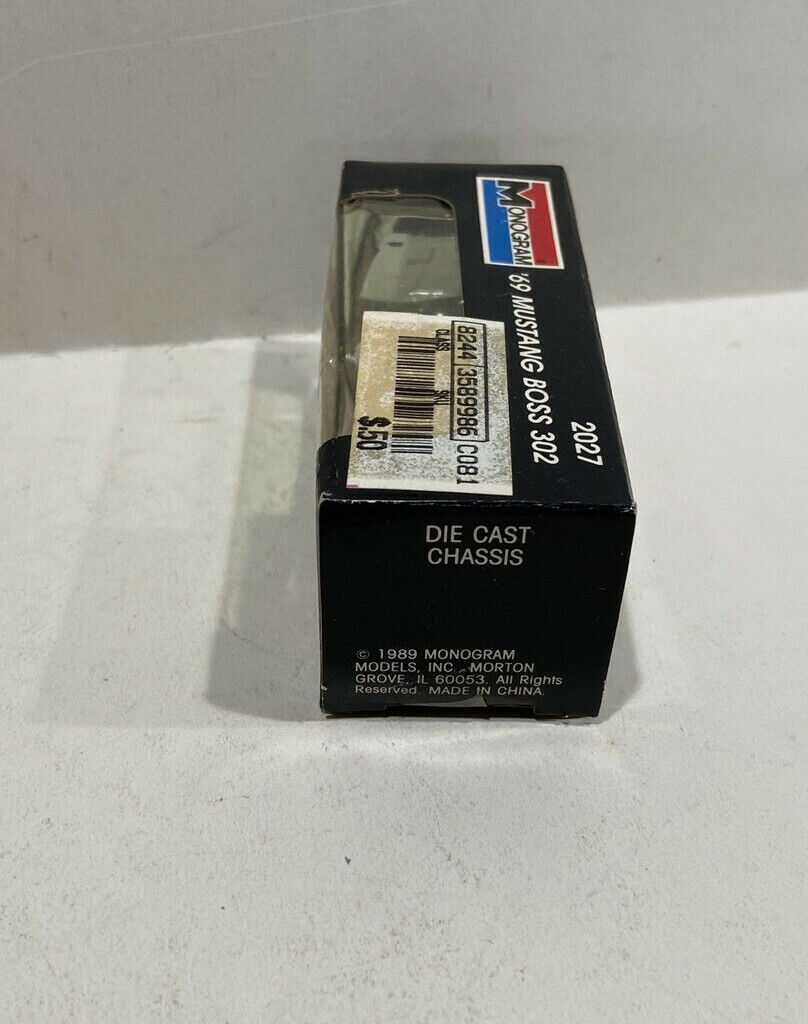 MONOGRAM
'69 MUSTANG BOSS 302
2027
8244 3589986 C081
CLASS SKU
$.50
DIE CAST
CHASSIS
© 1989 MONOGRAM
MODELS, INC., MORTON
GROVE, IL 60053. All Rights
Reserved. MADE IN CHINA.